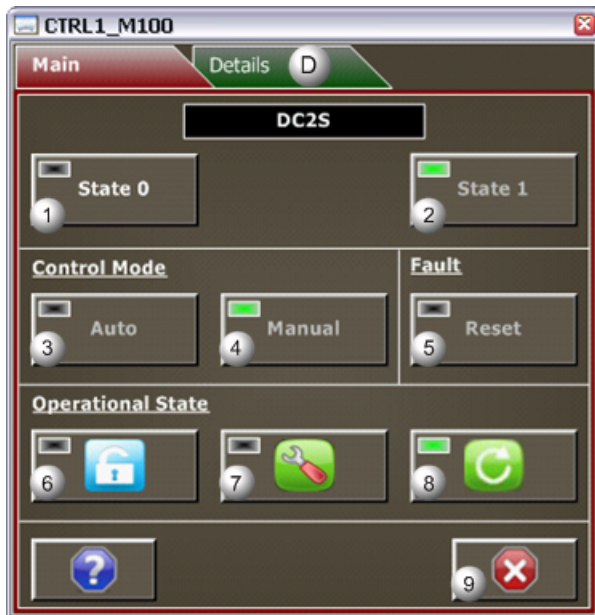 CTRL1_M100
Main
Details D
DC2S
State 0
1
State 1
2
Control Mode
Fault
Auto
3
Manual
4
Reset
5
Operational State
6
7
8
?
9